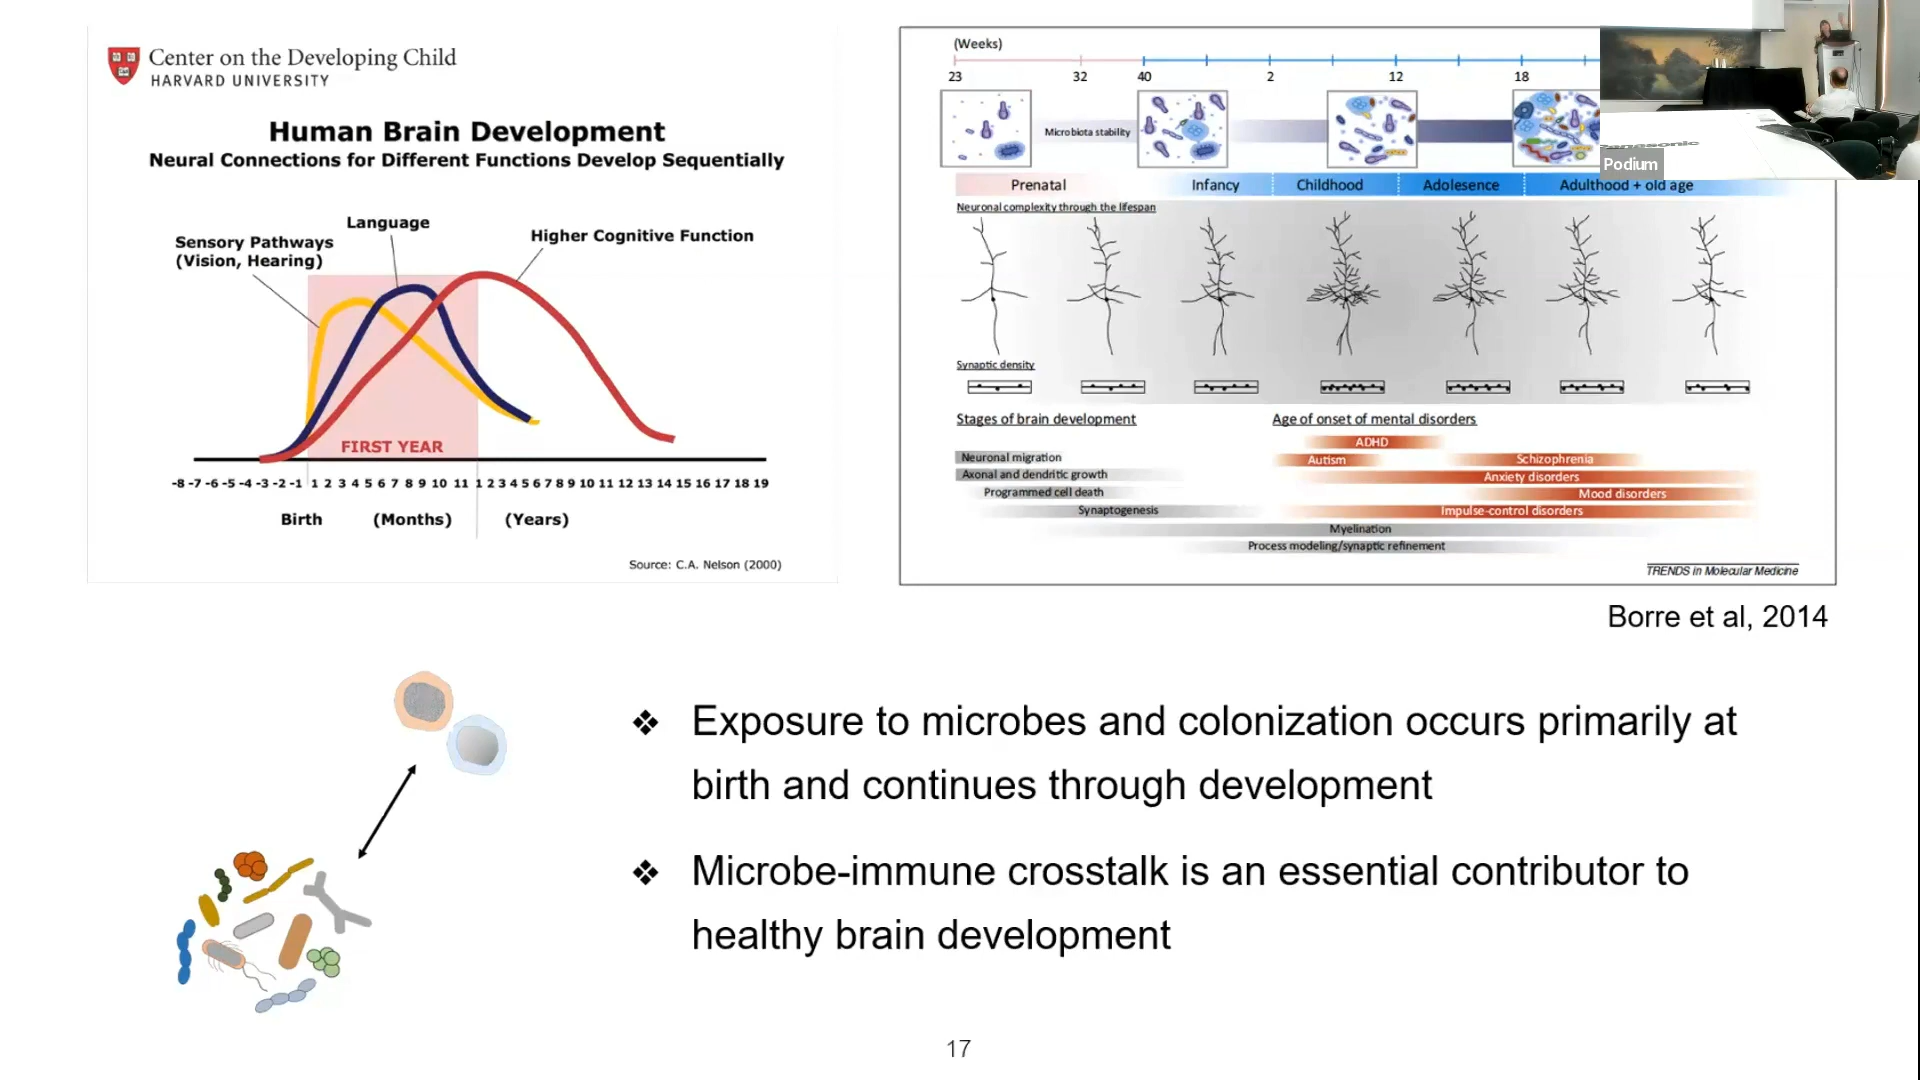 Center on the Developing Child
HARVARD UNIVERSITY
Human Brain Development
Neural Connections for Different Functions Develop Sequentially
Language
Sensory Pathways
(Vision, Hearing)
Higher Cognitive Function
FIRST YEAR
-8 -7 -6 -5 -4 -3 -2 -1 1 2 3 4 5 6 7 8 9 10 11 1 2 3 4 5 6 7 8 9 10 11 12 13 14 15 16 17 18 19
Birth (Months) (Years)
Source: C.A. Nelson (2000)
(Weeks)
23 32 40 2 12 18
Microbiota stability
Prenatal Infancy Childhood Adolesence Adulthood + old age
Neuronal complexity through the lifespan
Synaptic density
Stages of brain development
Age of onset of mental disorders
ADHD
Neuronal migration
Autism
Schizophrenia
Axonal and dendritic growth
Anxiety disorders
Programmed cell death
Mood disorders
Synaptogenesis
Impulse-control disorders
Myelination
Process modeling/synaptic refinement
TRENDS in Molecular Medicine
Podium
Borre et al, 2014
❖ Exposure to microbes and colonization occurs primarily at
birth and continues through development
❖ Microbe-immune crosstalk is an essential contributor to
healthy brain development
17